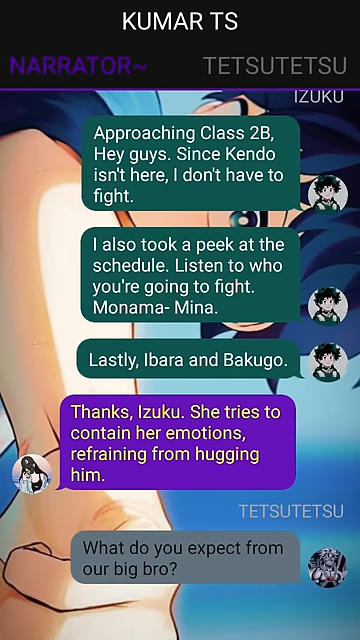 KUMAR TS
NARRATOR~ TETSUTETSU
IZUKU
Approaching Class 2B,
Hey guys. Since Kendo
isn't here, I don't have to
fight.
I also took a peek at the
schedule. Listen to who
you're going to fight.
Monama- Mina.
Lastly, Ibara and Bakugo.
Thanks, Izuku. She tries to
contain her emotions,
refraining from hugging
him.
TETSUTETSU
What do you expect from
our big bro?